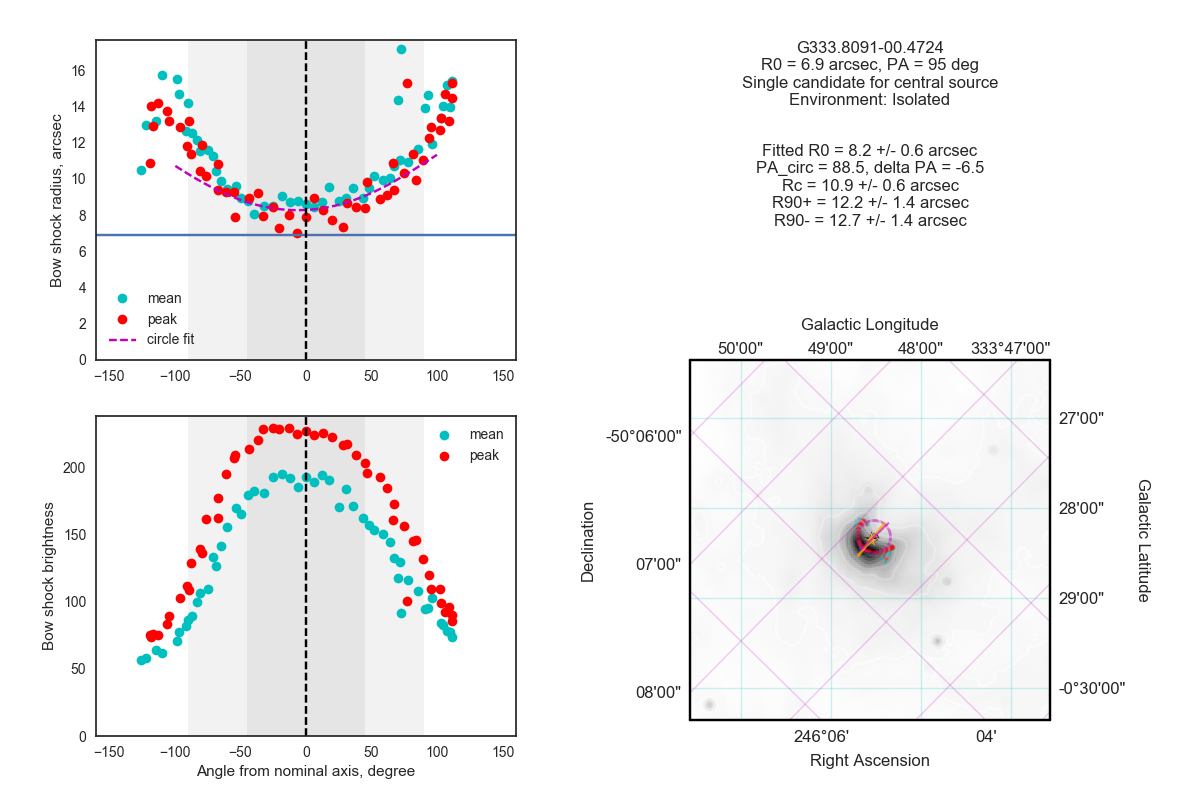 16
14
12
10
8
6
4
2
0
Bow shock radius, arcsec
mean
peak
circle fit
−150
−100
−50
0
50
100
150
200
150
100
50
0
Bow shock brightness
mean
peak
−150
−100
−50
0
50
100
150
Angle from nominal axis, degree
G333.8091-00.4724
R0 = 6.9 arcsec, PA = 95 deg
Single candidate for central source
Environment: Isolated
Fitted R0 = 8.2 +/- 0.6 arcsec
PA_circ = 88.5, delta PA = -6.5
Rc = 10.9 +/- 0.6 arcsec
R90+ = 12.2 +/- 1.4 arcsec
R90- = 12.7 +/- 1.4 arcsec
Galactic Longitude
50'00"
49'00"
48'00"
333°47'00"
-50°06'00"
07'00"
08'00"
Declination
27'00"
28'00"
29'00"
-0°30'00"
Galactic Latitude
246°06'
04'
Right Ascension